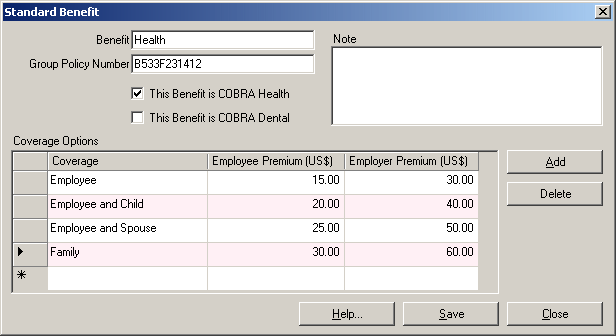 Standard Benefit
Benefit Health
Note
Group Policy Number B533F231412
This Benefit is COBRA Health
This Benefit is COBRA Dental
Coverage Options
Coverage Employee Premium (US$) Employer Premium (US$)
Employee 15.00 30.00
Employee and Child 20.00 40.00
Employee and Spouse 25.00 50.00
Family 30.00 60.00
Add
Delete
Help... Save Close